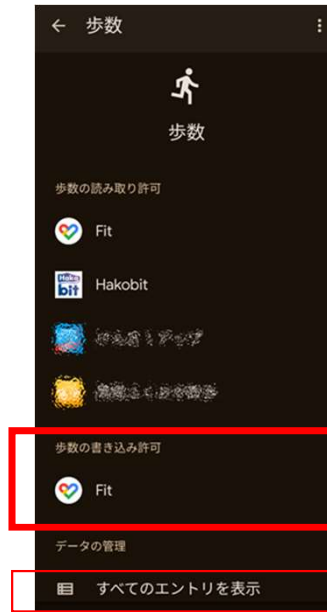 歩数
歩数
歩数の読み取り許可
Fit
Hako
bit
Hakobit
歩数の書き込み許可
Fit
データの管理
すべてのエントリを表示